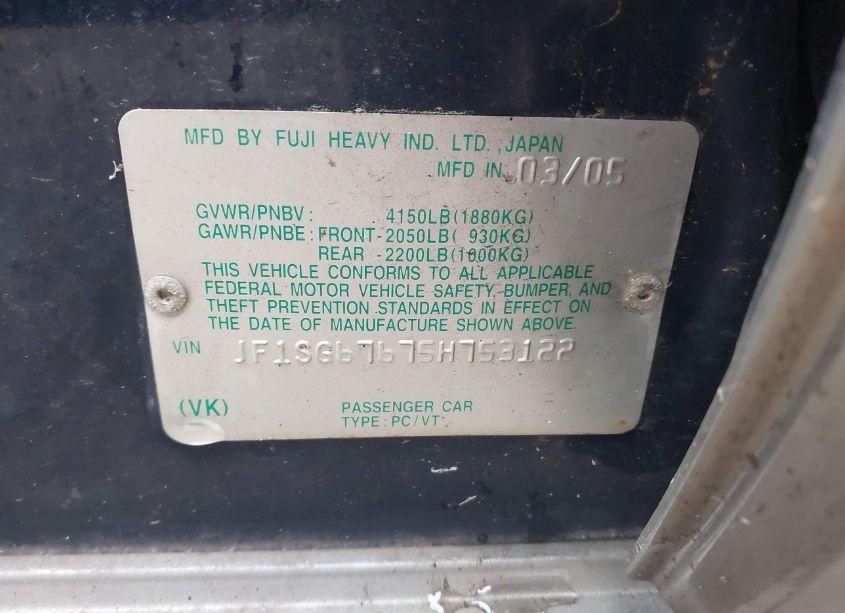 MFD BY FUJI HEAVY IND. LTD. JAPAN
MFD IN 03/05
GVWR/PNBV: 4150LB(1880KG)
GAWR/PNBE: FRONT-2050LB( 930KG)
REAR -2200LB(1000KG)
THIS VEHICLE CONFORMS TO ALL APPLICABLE
FEDERAL MOTOR VEHICLE SAFETY, BUMPER, AND
THEFT PREVENTION STANDARDS IN EFFECT ON
THE DATE OF MANUFACTURE SHOWN ABOVE.
VIN JF1SG67675H753122
(VK) PASSENGER CAR
TYPE: PC/VT